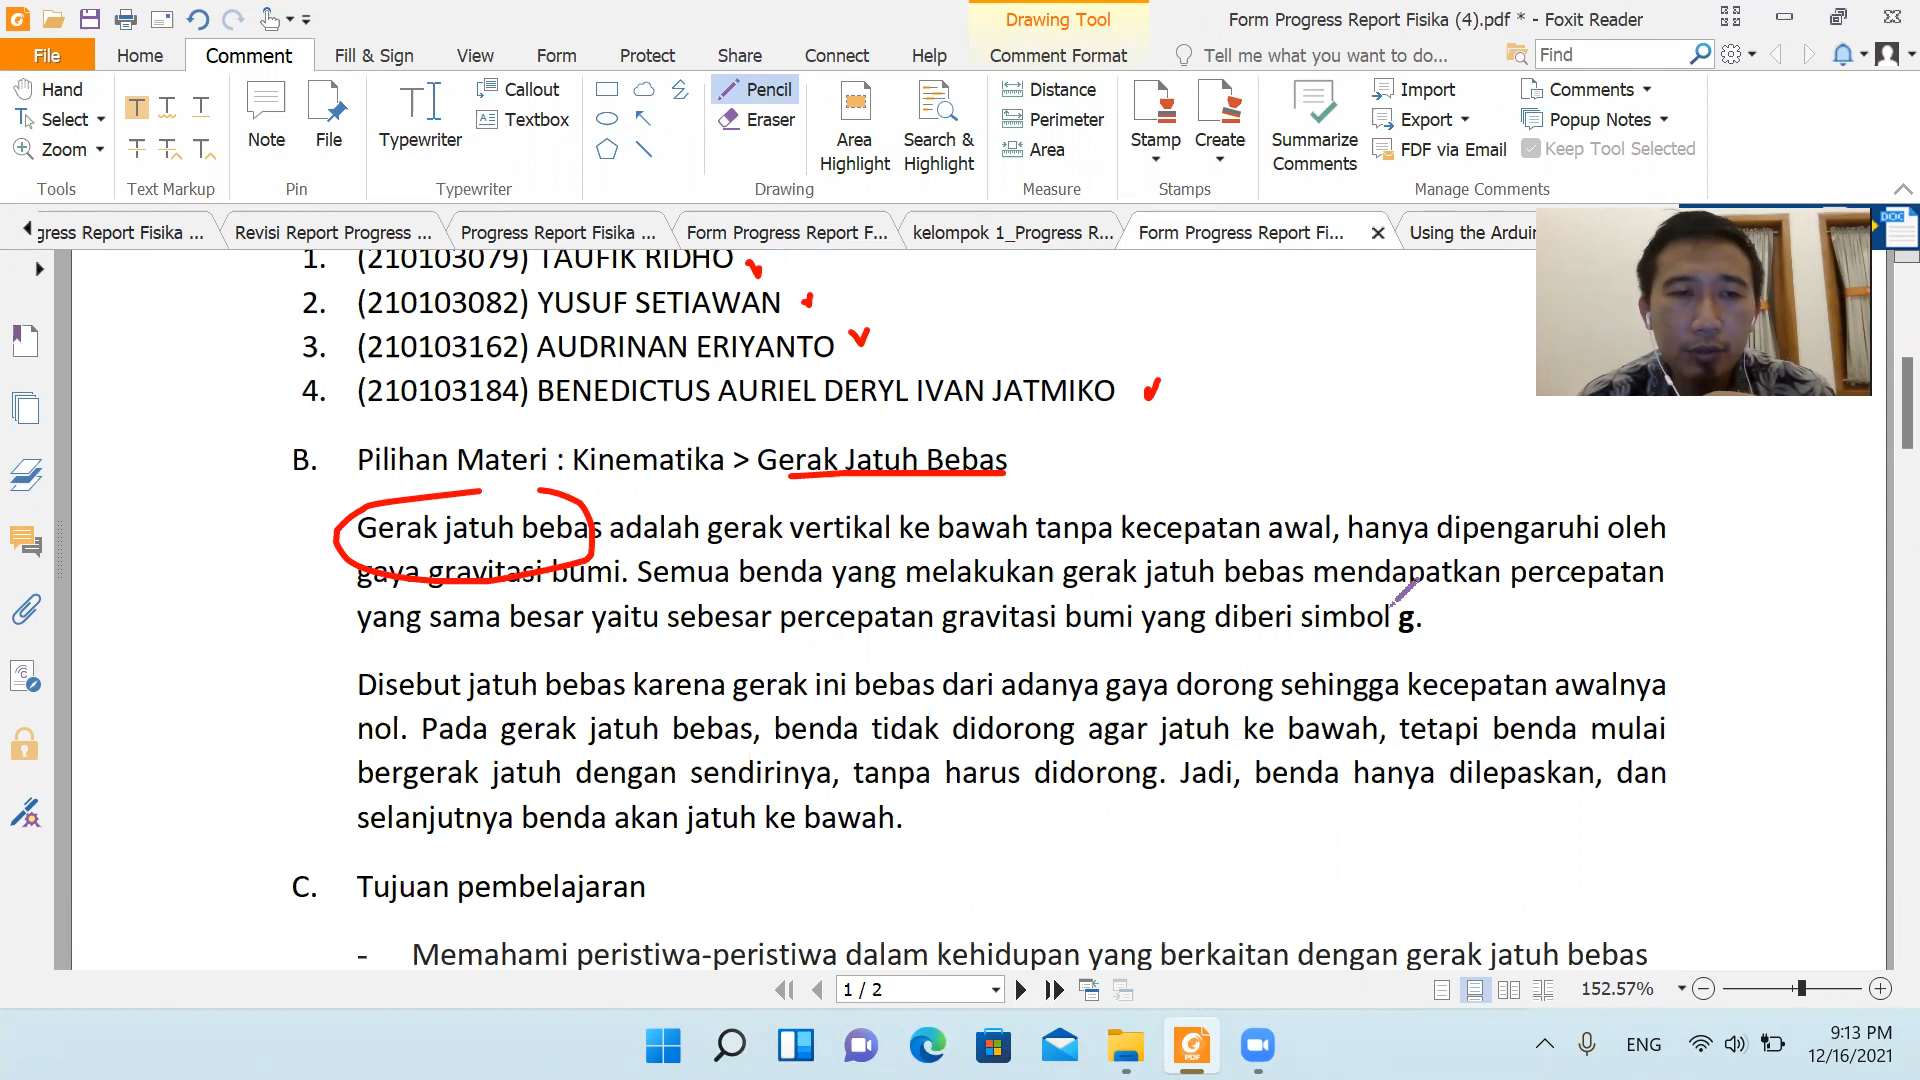 Drawing Tool
Form Progress Report Fisika (4).pdf * - Foxit Reader
File Home Comment Fill & Sign View Form Protect Share Connect Help Comment Format Tell me what you want to do... Find
Hand
Select
Zoom
Tools
Text Markup
Note
File
Pin
Typewriter
Callout
Textbox
Typewriter
Pencil
Eraser
Drawing
Area Highlight
Search & Highlight
Distance
Perimeter
Area
Measure
Stamp
Create
Stamps
Summarize Comments
Import
Export
FDF via Email
Comments
Popup Notes
Keep Tool Selected
Manage Comments
gress Report Fisika ... Revisi Report Progress ... Progress Report Fisika ... Form Progress Report F... kelompok 1_Progress R... Form Progress Report Fi... Using the Arduin
DOC
1. (210103079) TAUFIK RIDHO
2. (210103082) YUSUF SETIAWAN
3. (210103162) AUDRINAN ERIYANTO
4. (210103184) BENEDICTUS AURIEL DERYL IVAN JATMIKO
B. Pilihan Materi : Kinematika > Gerak Jatuh Bebas
Gerak jatuh bebas adalah gerak vertikal ke bawah tanpa kecepatan awal, hanya dipengaruhi oleh
gaya gravitasi bumi. Semua benda yang melakukan gerak jatuh bebas mendapatkan percepatan
yang sama besar yaitu sebesar percepatan gravitasi bumi yang diberi simbol g.
Disebut jatuh bebas karena gerak ini bebas dari adanya gaya dorong sehingga kecepatan awalnya
nol. Pada gerak jatuh bebas, benda tidak didorong agar jatuh ke bawah, tetapi benda mulai
bergerak jatuh dengan sendirinya, tanpa harus didorong. Jadi, benda hanya dilepaskan, dan
selanjutnya benda akan jatuh ke bawah.
C. Tujuan pembelajaran
- Memahami peristiwa-peristiwa dalam kehidupan yang berkaitan dengan gerak jatuh bebas
1 / 2
152.57%
PDF
ENG
9:13 PM
12/16/2021